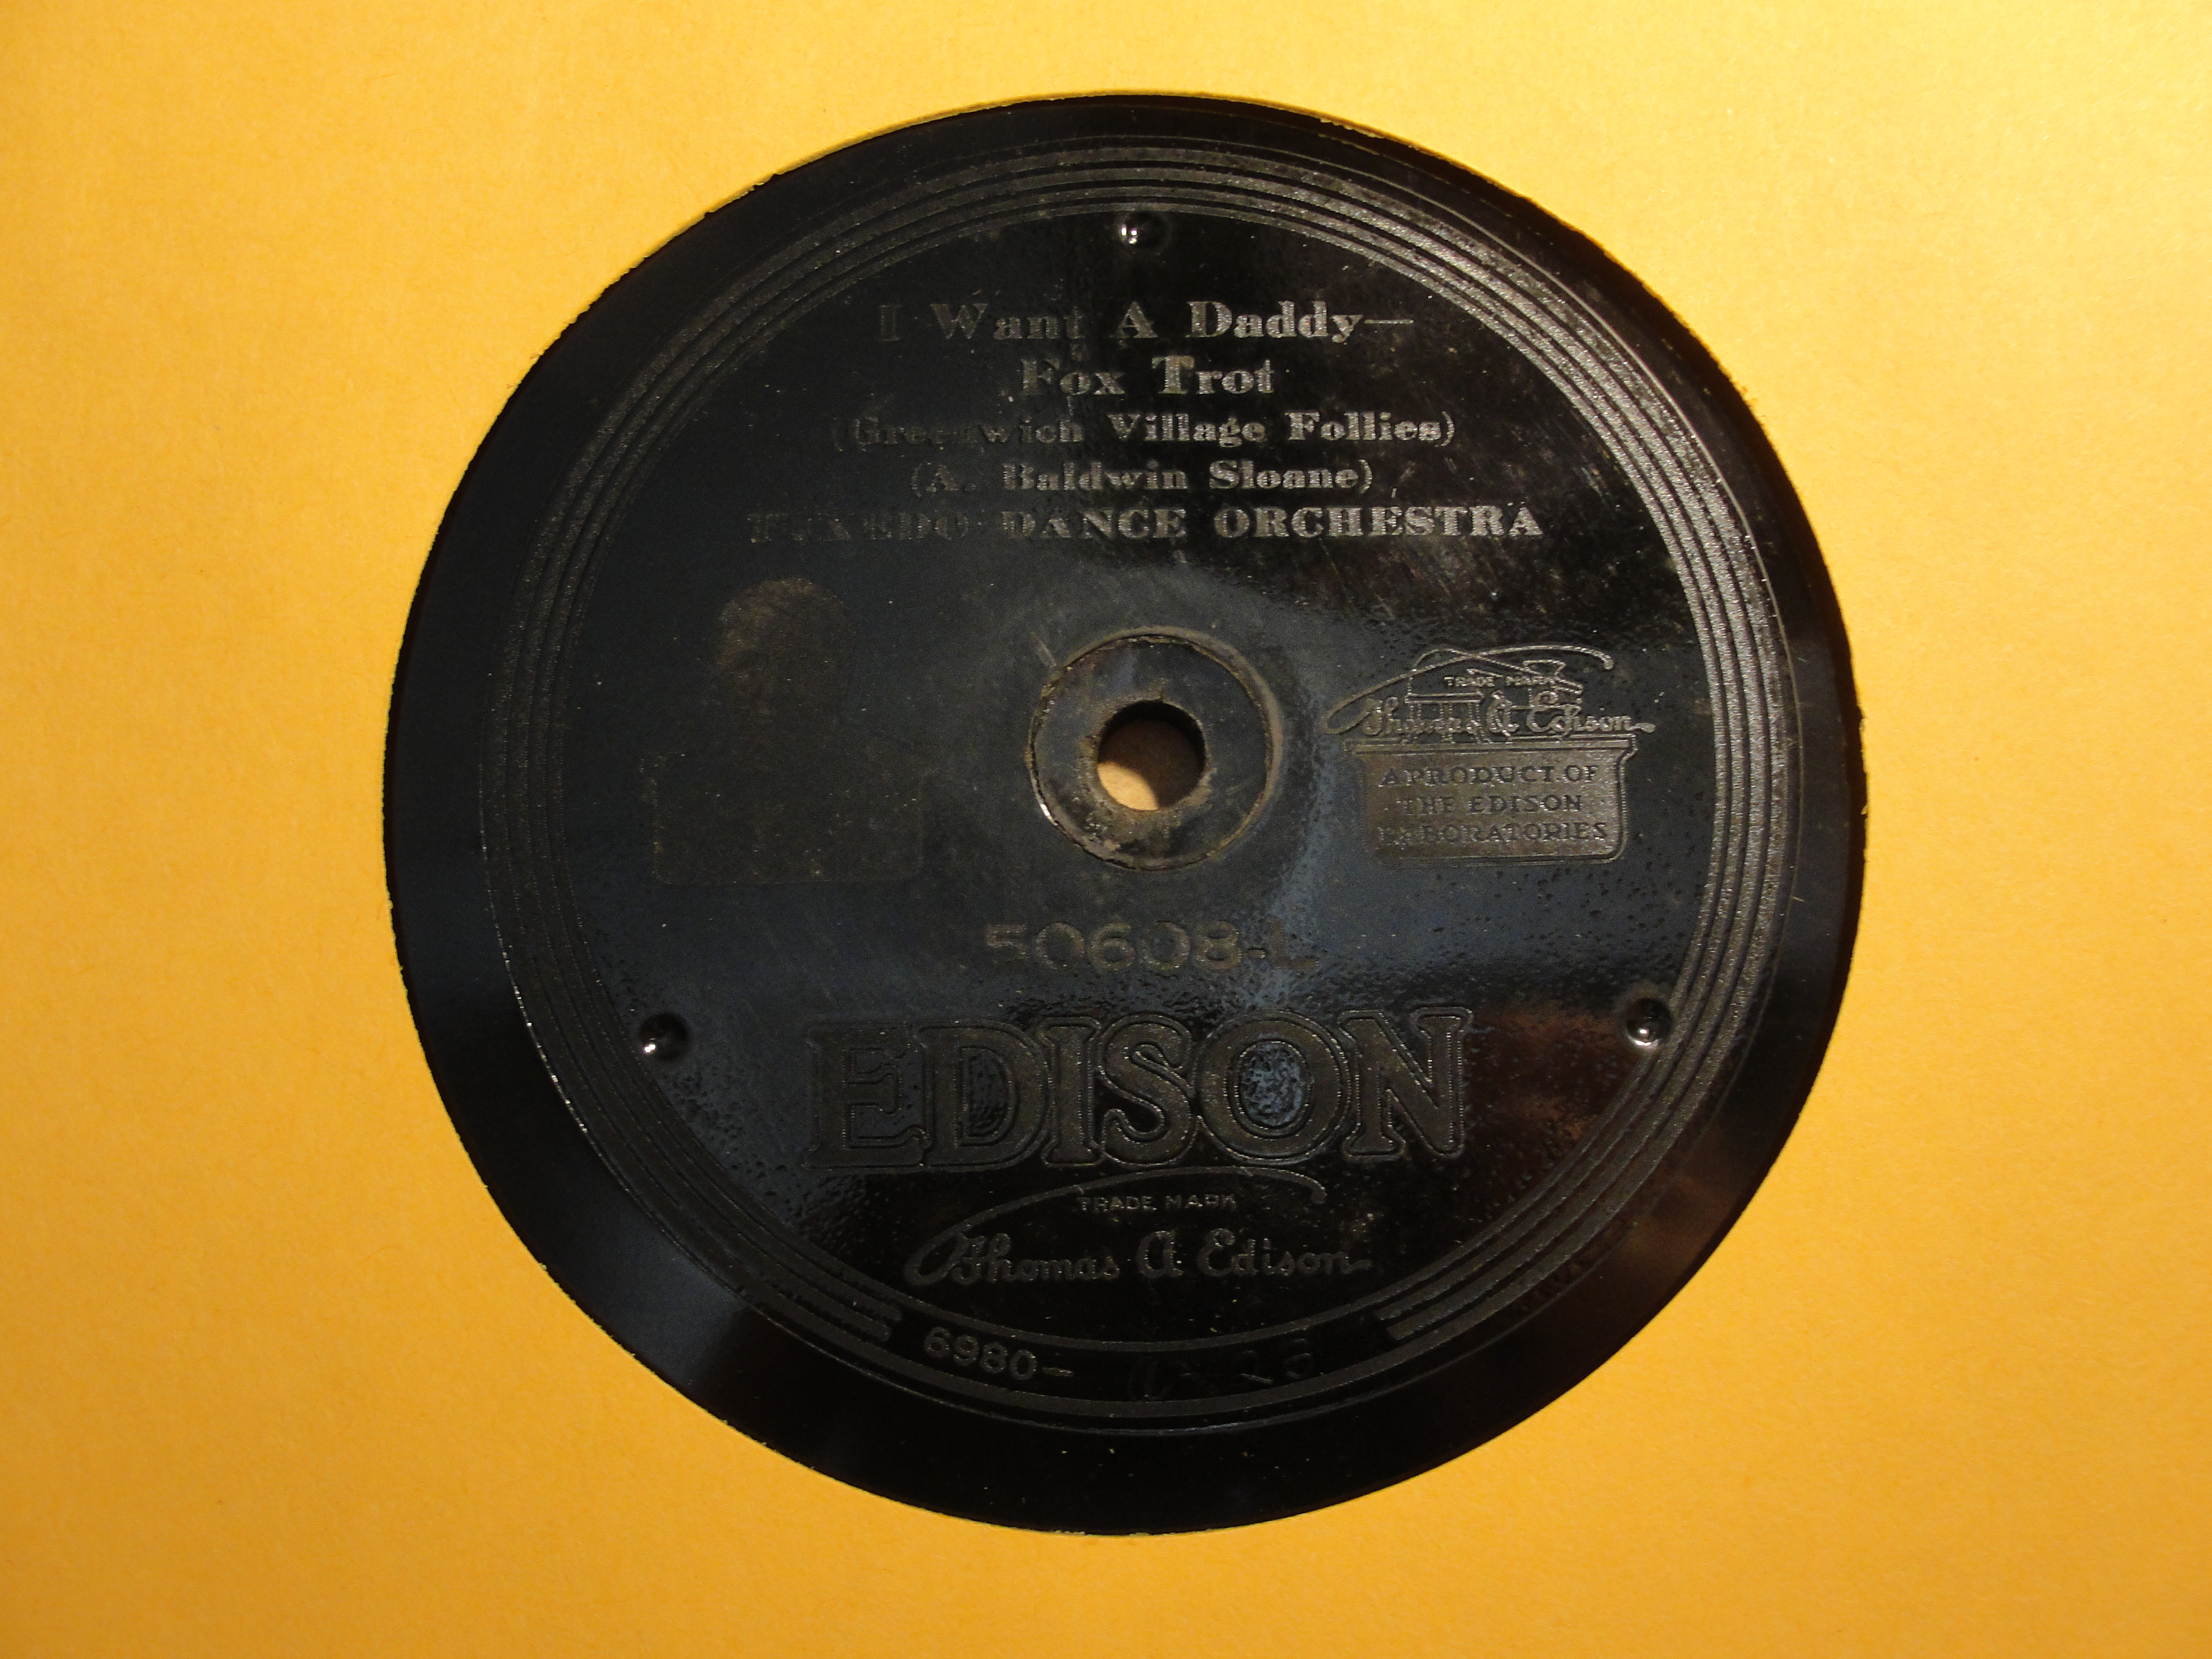 I Want A Daddy—
Fox Trot
(Greenwich Village Follies)
(A. Baldwin Sloane)
TUXEDO DANCE ORCHESTRA
TRADE MARK
Thomas A Edison
A PRODUCT OF
THE EDISON
LABORATORIES
50608-L
EDISON
TRADE MARK
Thomas A Edison
6980-